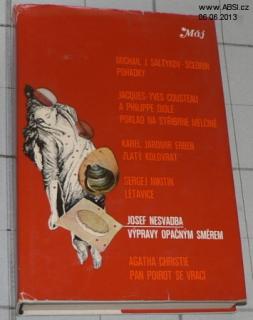 www.ABSI.cz
06.06.2013
Máj
MICHAIL J. SALTYKOV-ŠČEDRIN
POHÁDKY
JACQUES-YVES COUSTEAU
A PHILIPPE DIOLÉ
POKLAD NA STŘÍBRNÉ MĚLČINĚ
KAREL JAROMÍR ERBEN
ZLATÝ KOLOVRAT
SERGEJ NIKITIN
LÉTAVICE
JOSEF NESVADBA
VÝPRAVY OPAČNÝM SMĚREM
AGATHA CHRISTIE
PAN POIROT SE VRACÍ